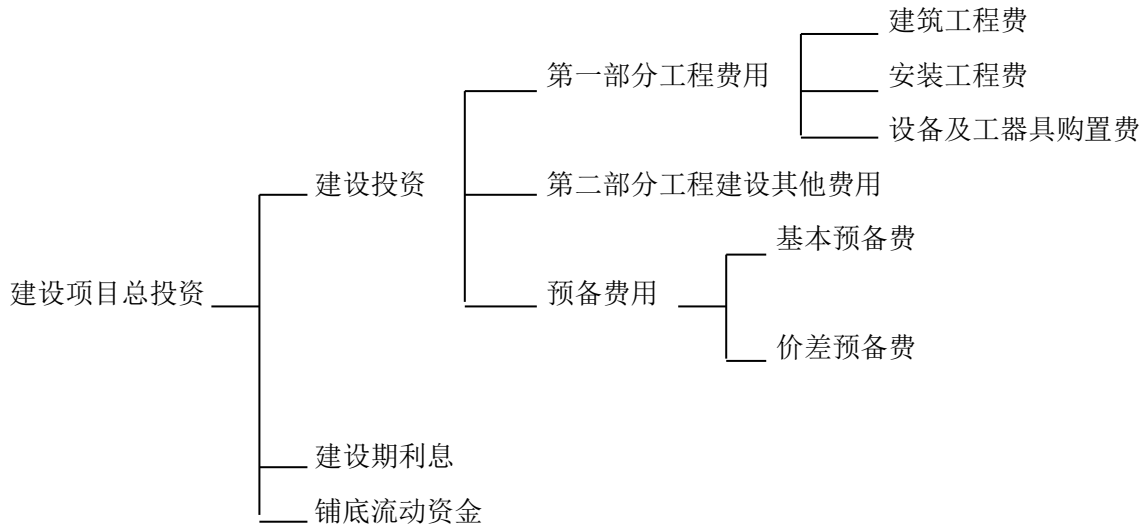 建筑工程费
第一部分工程费用
安装工程费
设备及工器具购置费
建设投资
第二部分工程建设其他费用
基本预备费
建设项目总投资
预备费用
价差预备费
建设期利息
铺底流动资金